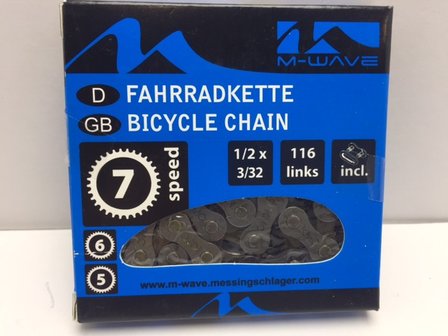 M-WAVE
D FAHRRADKETTE
GB BICYCLE CHAIN
7 speed
1/2 x 3/32
116 links
incl.
6
5
www.m-wave.messingschlager.com